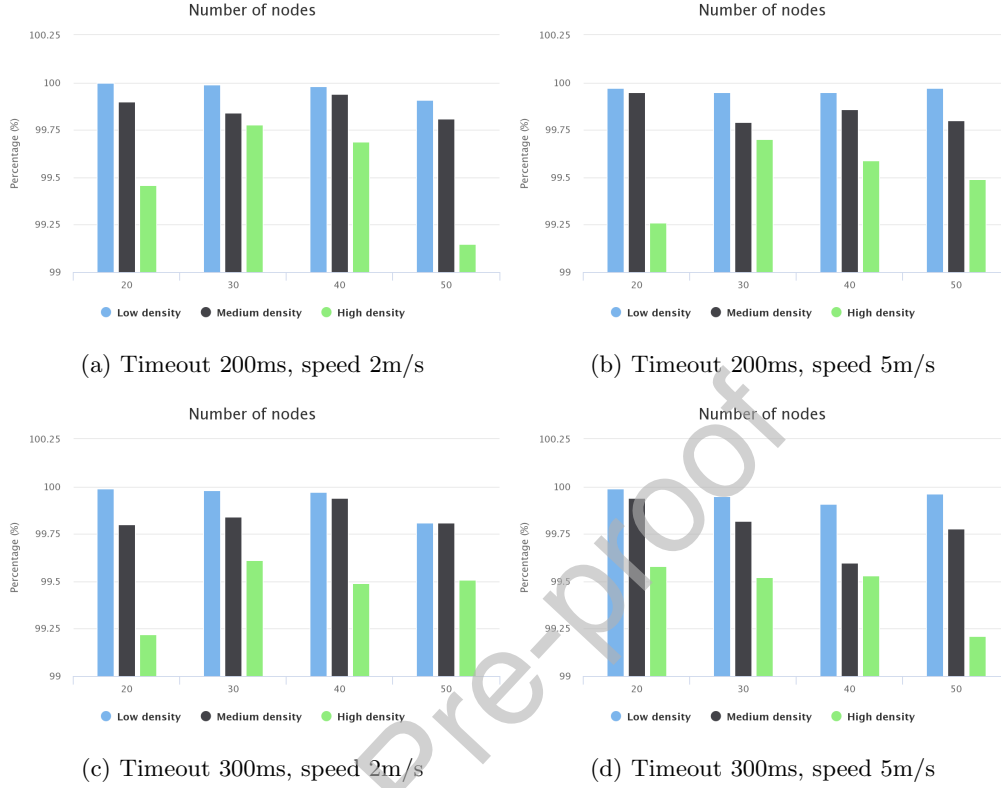 Number of nodes
100.25
100
99.75
99.5
99.25
99
Percentage (%)
20 30 40 50
Low density Medium density High density
(a) Timeout 200ms, speed 2m/s
Number of nodes
100.25
100
99.75
99.5
99.25
99
Percentage (%)
20 30 40 50
Low density Medium density High density
(b) Timeout 200ms, speed 5m/s
Number of nodes
100.25
100
99.75
99.5
99.25
99
Percentage (%)
20 30 40 50
Low density Medium density High density
(c) Timeout 300ms, speed 2m/s
Number of nodes
100.25
100
99.75
99.5
99.25
99
Percentage (%)
20 30 40 50
Low density Medium density High density
(d) Timeout 300ms, speed 5m/s
Pre-proof